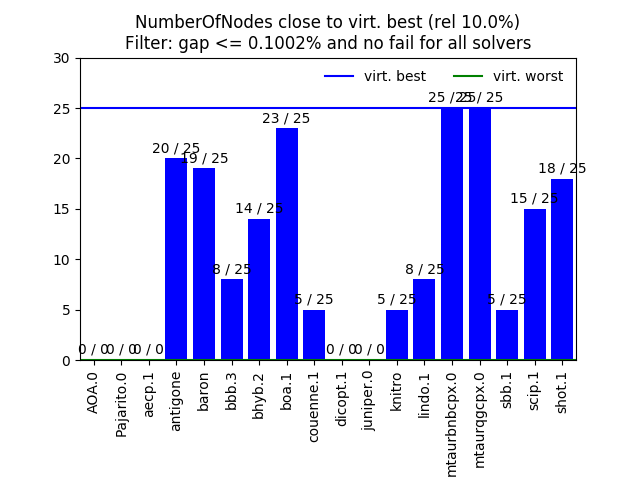 NumberOfNodes close to virt. best (rel 10.0%)
Filter: gap <= 0.1002% and no fail for all solvers
virt. best
virt. worst
30
25
20
15
10
5
0
0 / 0
0 / 0
0 / 0
20 / 25
19 / 25
8 / 25
14 / 25
23 / 25
5 / 25
0 / 0
0 / 0
5 / 25
8 / 25
25 / 25
25 / 25
5 / 25
15 / 25
18 / 25
AOA.0
Pajarito.0
aecp.1
antigone
baron
bbb.3
bhyb.2
boa.1
couenne.1
dicopt.1
juniper.0
knitro
lindo.1
mtaurbnbcpx.0
mtaurqgcpx.0
sbb.1
scip.1
shot.1